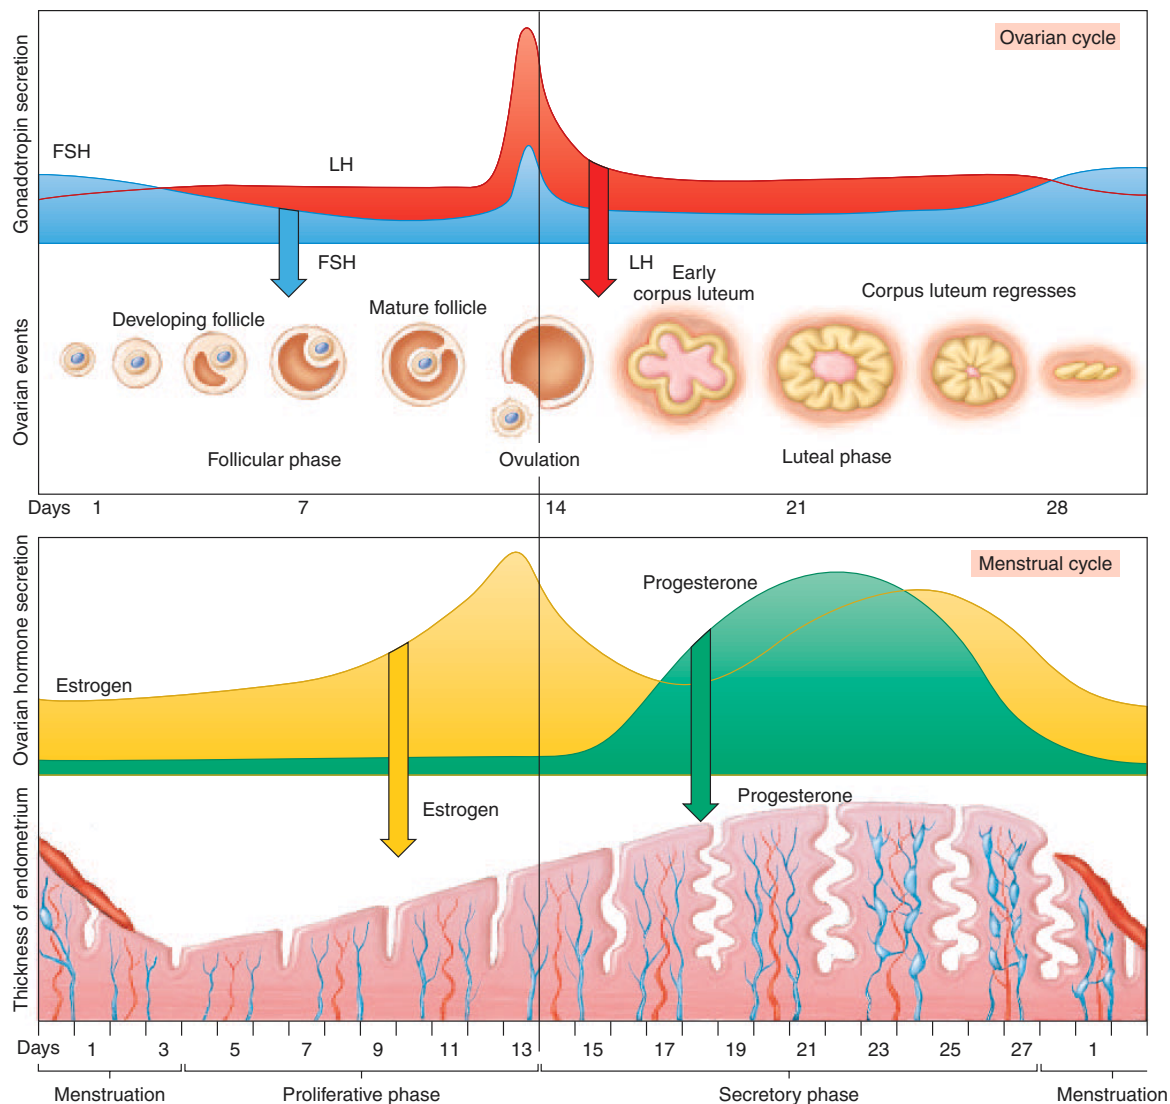 Ovarian cycle
Gonadotropin secretion
FSH
LH
FSH
LH
Ovarian events
Developing follicle
Mature follicle
Early
corpus luteum
Corpus luteum regresses
Follicular phase
Ovulation
Luteal phase
Days 1 7 14 21 28
Menstrual cycle
Ovarian hormone secretion
Estrogen
Progesterone
Estrogen
Progesterone
Thickness of endometrium
Days 1 3 5 7 9 11 13 15 17 19 21 23 25 27 1
Menstruation Proliferative phase Secretory phase Menstruation